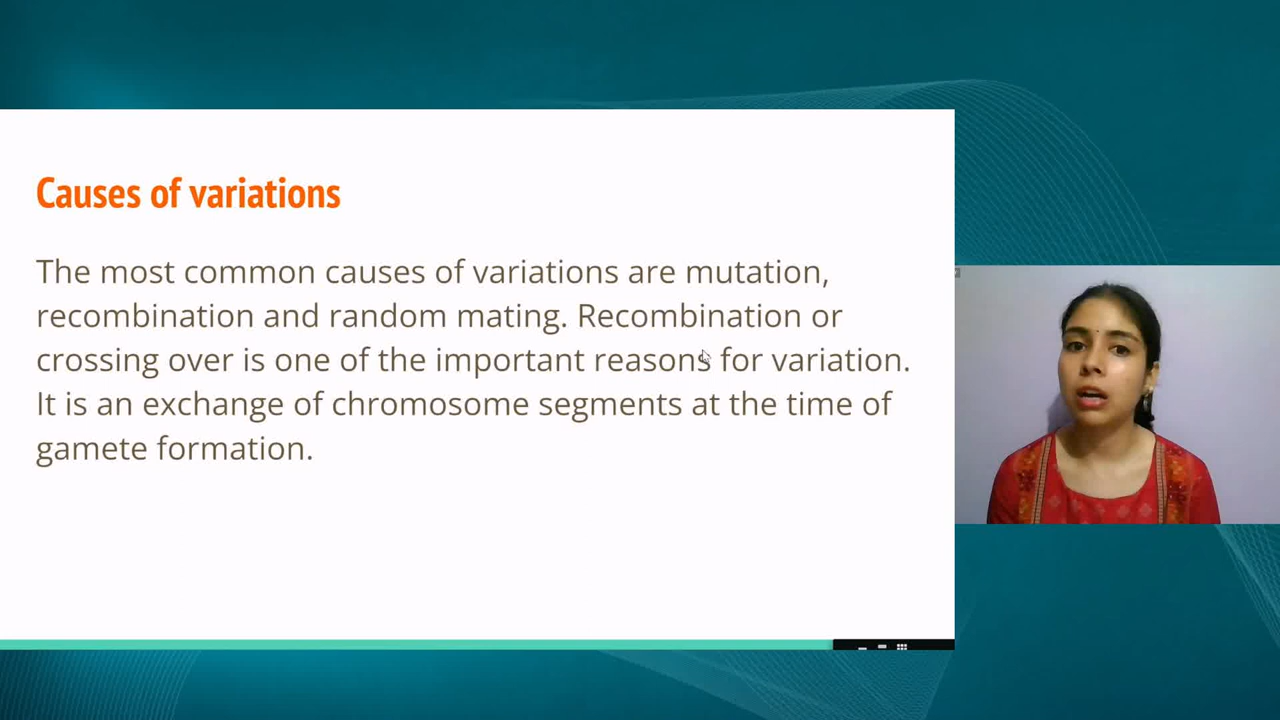 Causes of variations
The most common causes of variations are mutation,
recombination and random mating. Recombination or
crossing over is one of the important reasons for variation.
It is an exchange of chromosome segments at the time of
gamete formation.